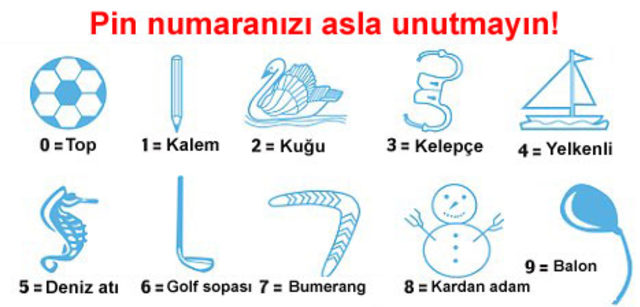 Pin numaranızı asla unutmayın!
0 = Top
1 = Kalem
2 = Kuğu
3 = Kelepçe
4 = Yelkenli
5 = Deniz atı
6 = Golf sopası
7 = Bumerang
8 = Kardan adam
9 = Balon